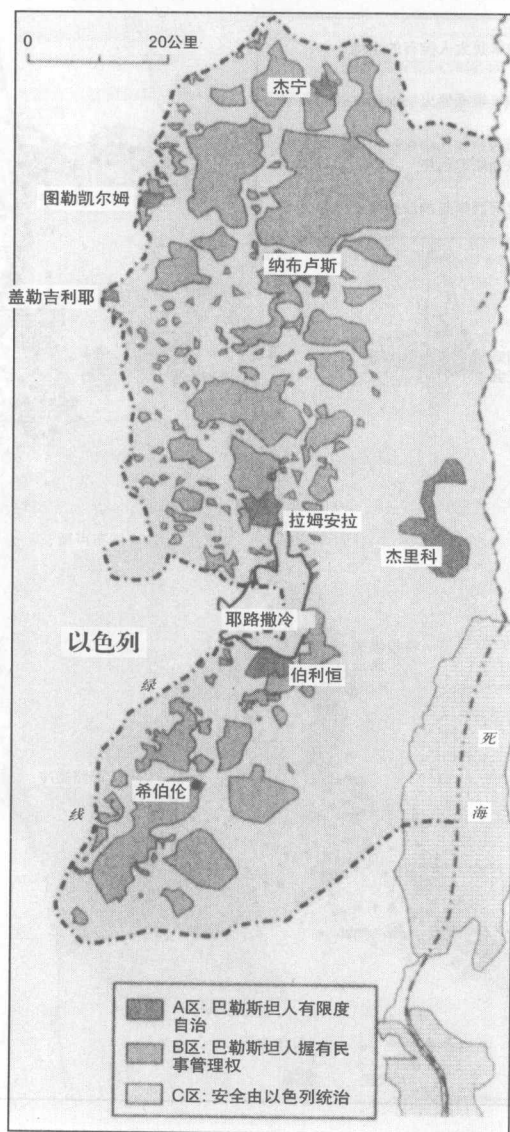 0 20公里
杰宁
图勒凯尔姆
纳布卢斯
盖勒吉利耶
拉姆安拉
杰里科
耶路撒冷
以色列
伯利恒
绿
死
希伯伦
线
海
A区: 巴勒斯坦人有限度
自治
B区: 巴勒斯坦人握有民
事管理权
C区: 安全由以色列统治